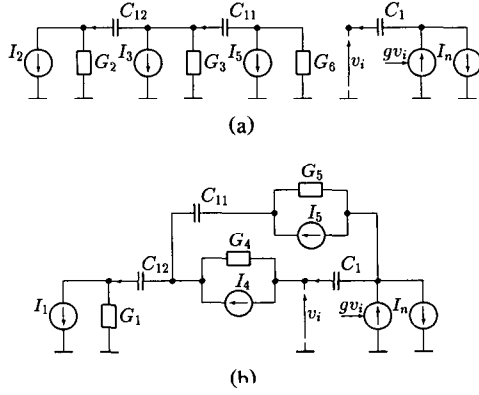 C12 C11 C1
I2 G2 I3 G3 I5 G6 vi gvi In
(a)
G5
C11
I5
C12 G4 C1
I1 G1 I4 vi gvi In
(b)